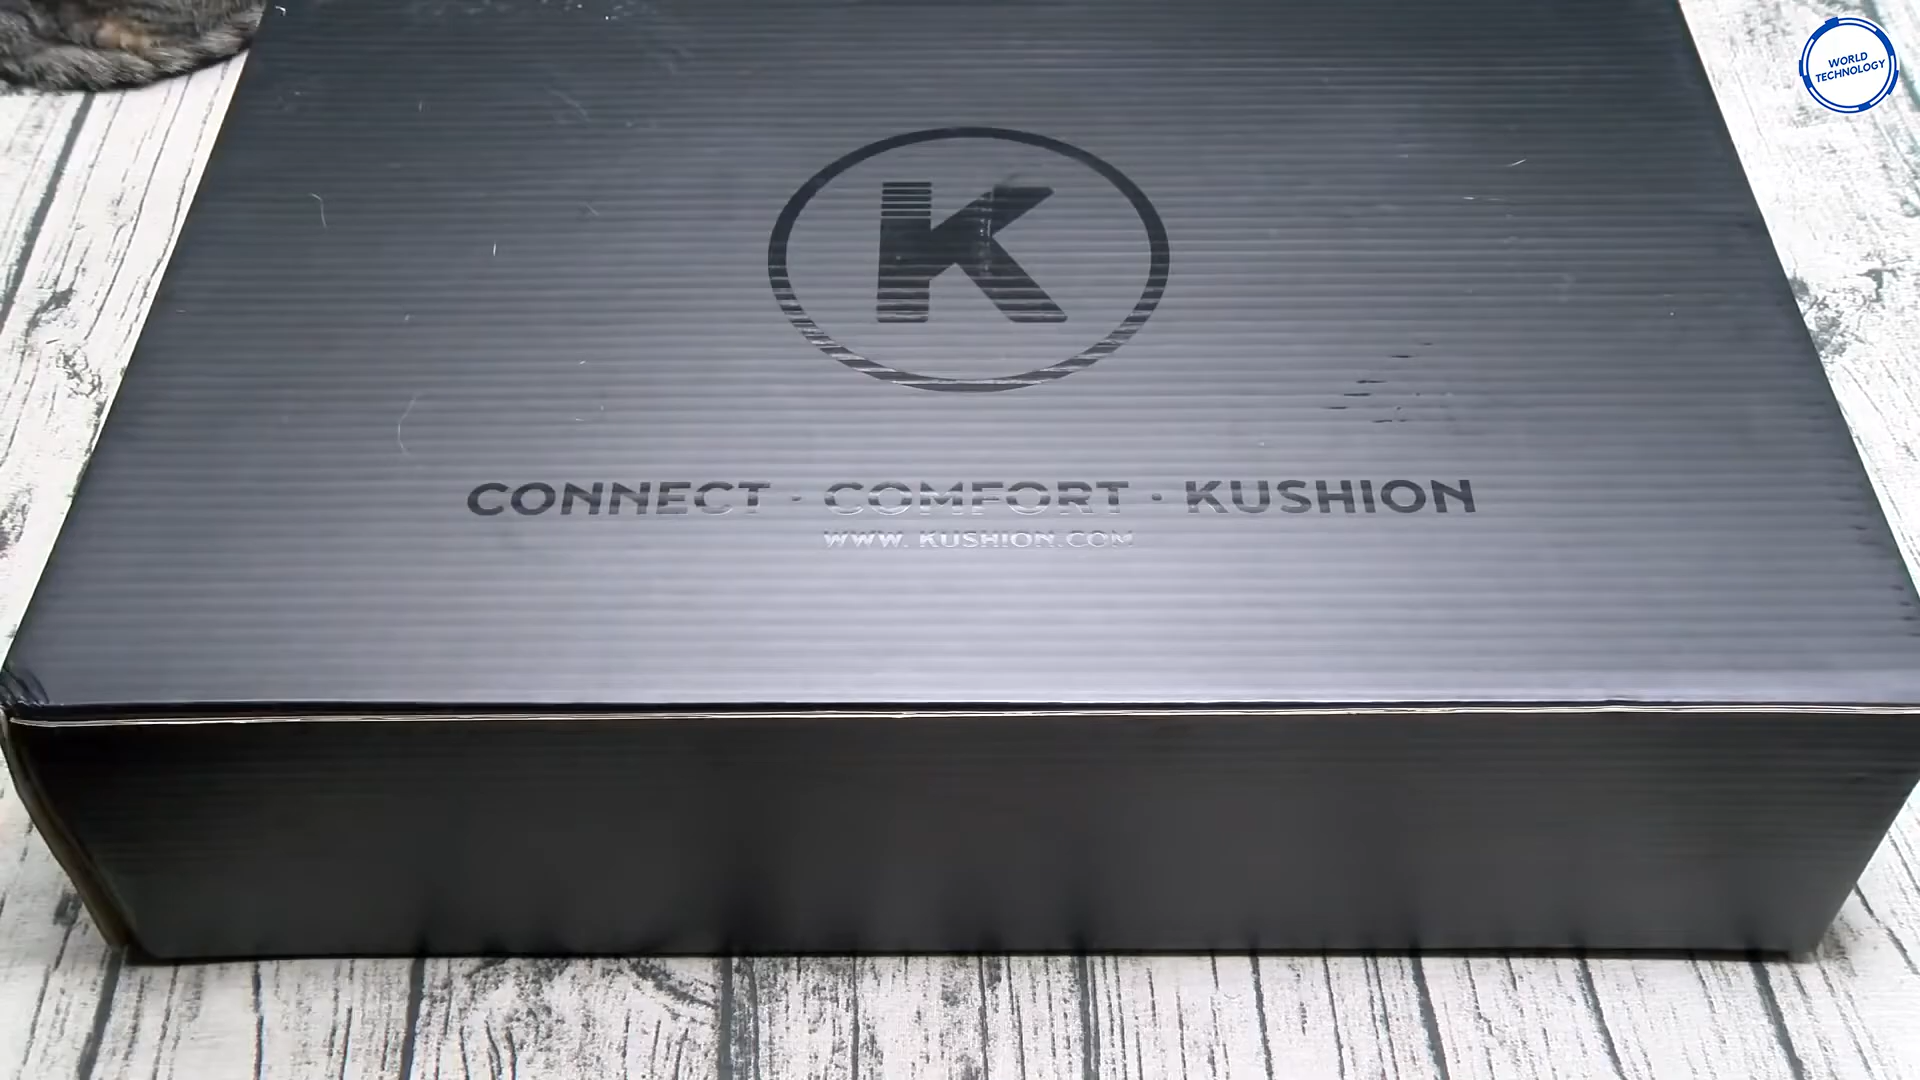 WORLD
TECHNOLOGY
K
CONNECT · COMFORT · KUSHION
WWW. KUSHION.COM